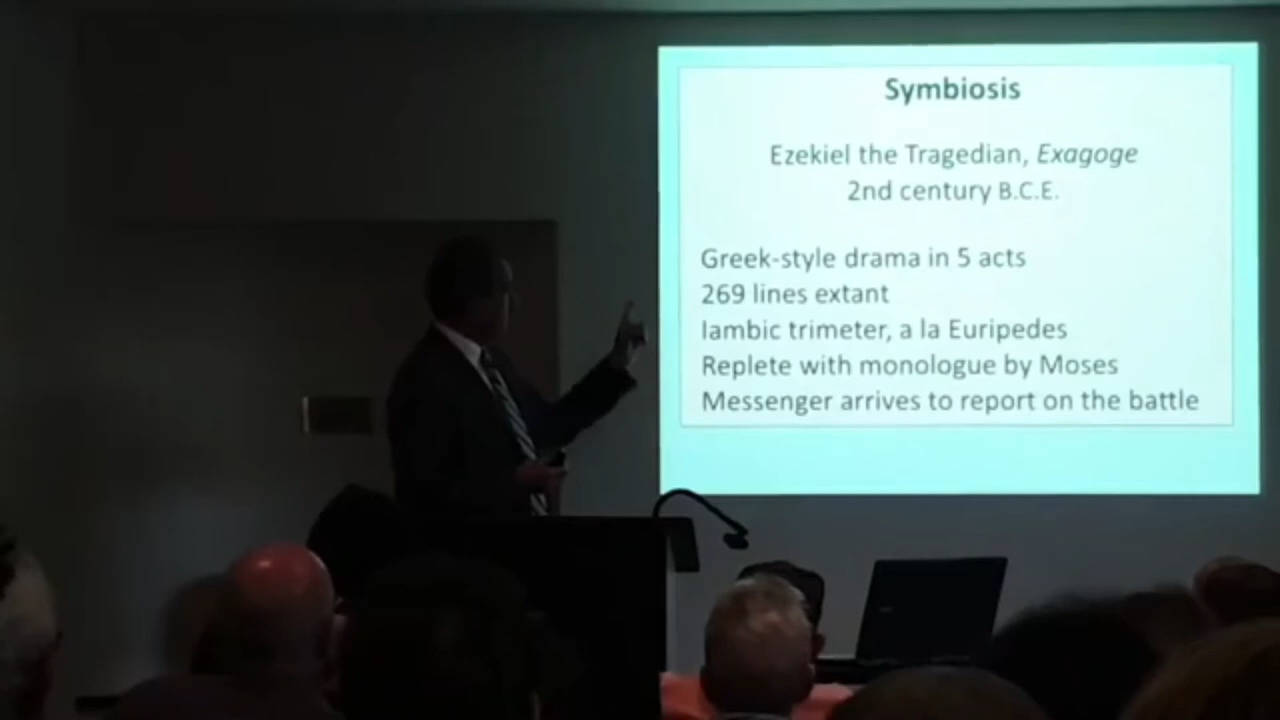 Symbiosis
Ezekiel the Tragedian, Exagoge
2nd century B.C.E.
Greek-style drama in 5 acts
269 lines extant
Iambic trimeter, a la Euripedes
Replete with monologue by Moses
Messenger arrives to report on the battle